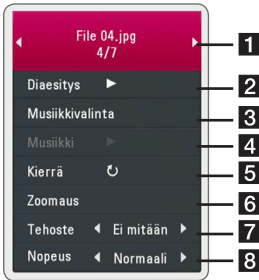 File 04.jpg
4/7
1
Diaesitys
2
Musiikkivalinta
3
Musiikki
4
Kierrä
5
Zoomaus
6
Tehoste Ei mitään
7
Nopeus Normaali
8